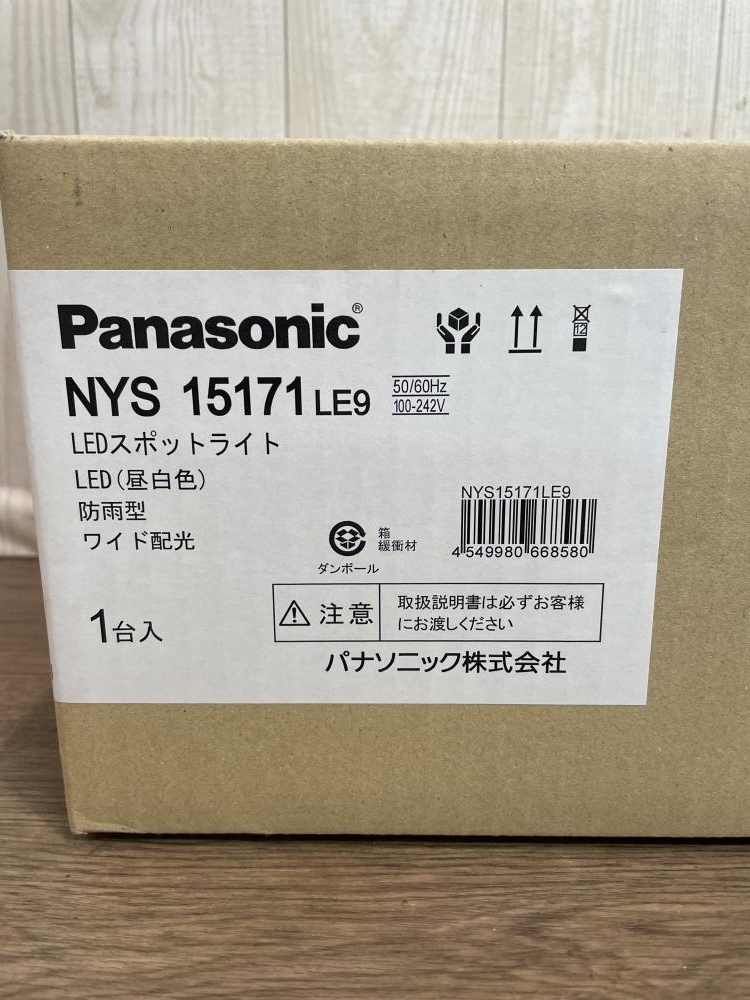 Panasonic®
NYS 15171 LE9
50/60Hz
100-242V
LEDスポットライト
LED(昼白色)
防雨型
ワイド配光
12
NYS15171LE9
4 549980 668580
箱
緩衝材
ダンボール
1台入
注意
取扱説明書は必ずお客様
にお渡しください
パナソニック株式会社